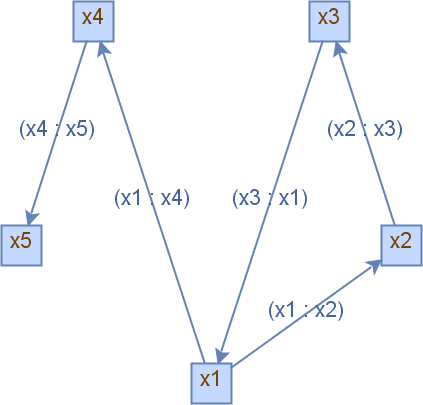 x4
x3
(x4 : x5)
(x2 : x3)
(x1 : x4)
(x3 : x1)
x5
x2
(x1 : x2)
x1